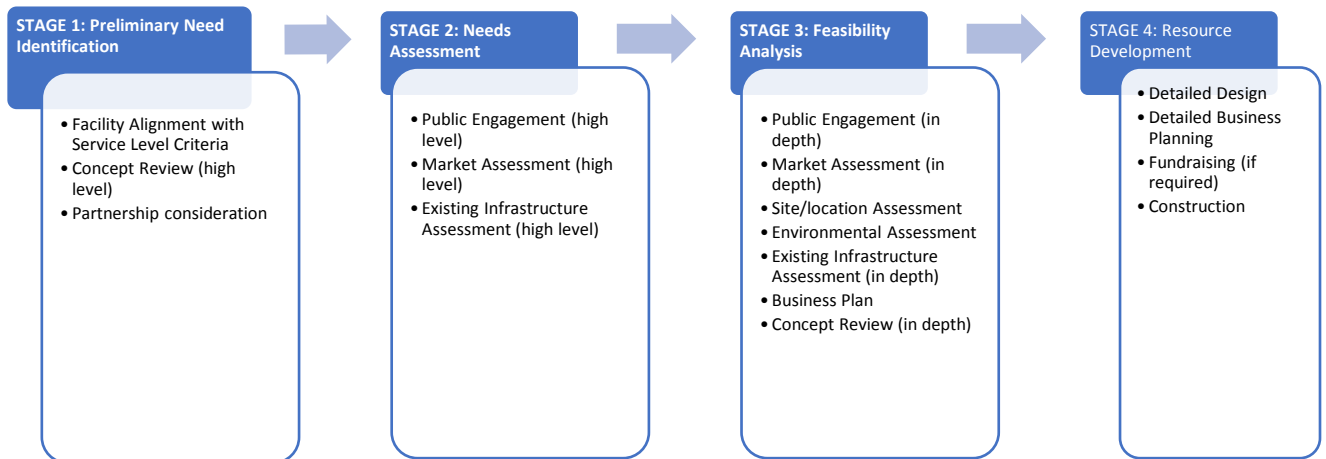 STAGE 1: Preliminary Need
Identification
• Facility Alignment with
Service Level Criteria
• Concept Review (high
level)
• Partnership consideration
STAGE 2: Needs
Assessment
• Public Engagement (high
level)
• Market Assessment (high
level)
• Existing Infrastructure
Assessment (high level)
STAGE 3: Feasibility
Analysis
• Public Engagement (in
depth)
• Market Assessment (in
depth)
• Site/location Assessment
• Environmental Assessment
• Existing Infrastructure
Assessment (in depth)
• Business Plan
• Concept Review (in depth)
STAGE 4: Resource
Development
• Detailed Design
• Detailed Business
Planning
• Fundraising (if
required)
• Construction